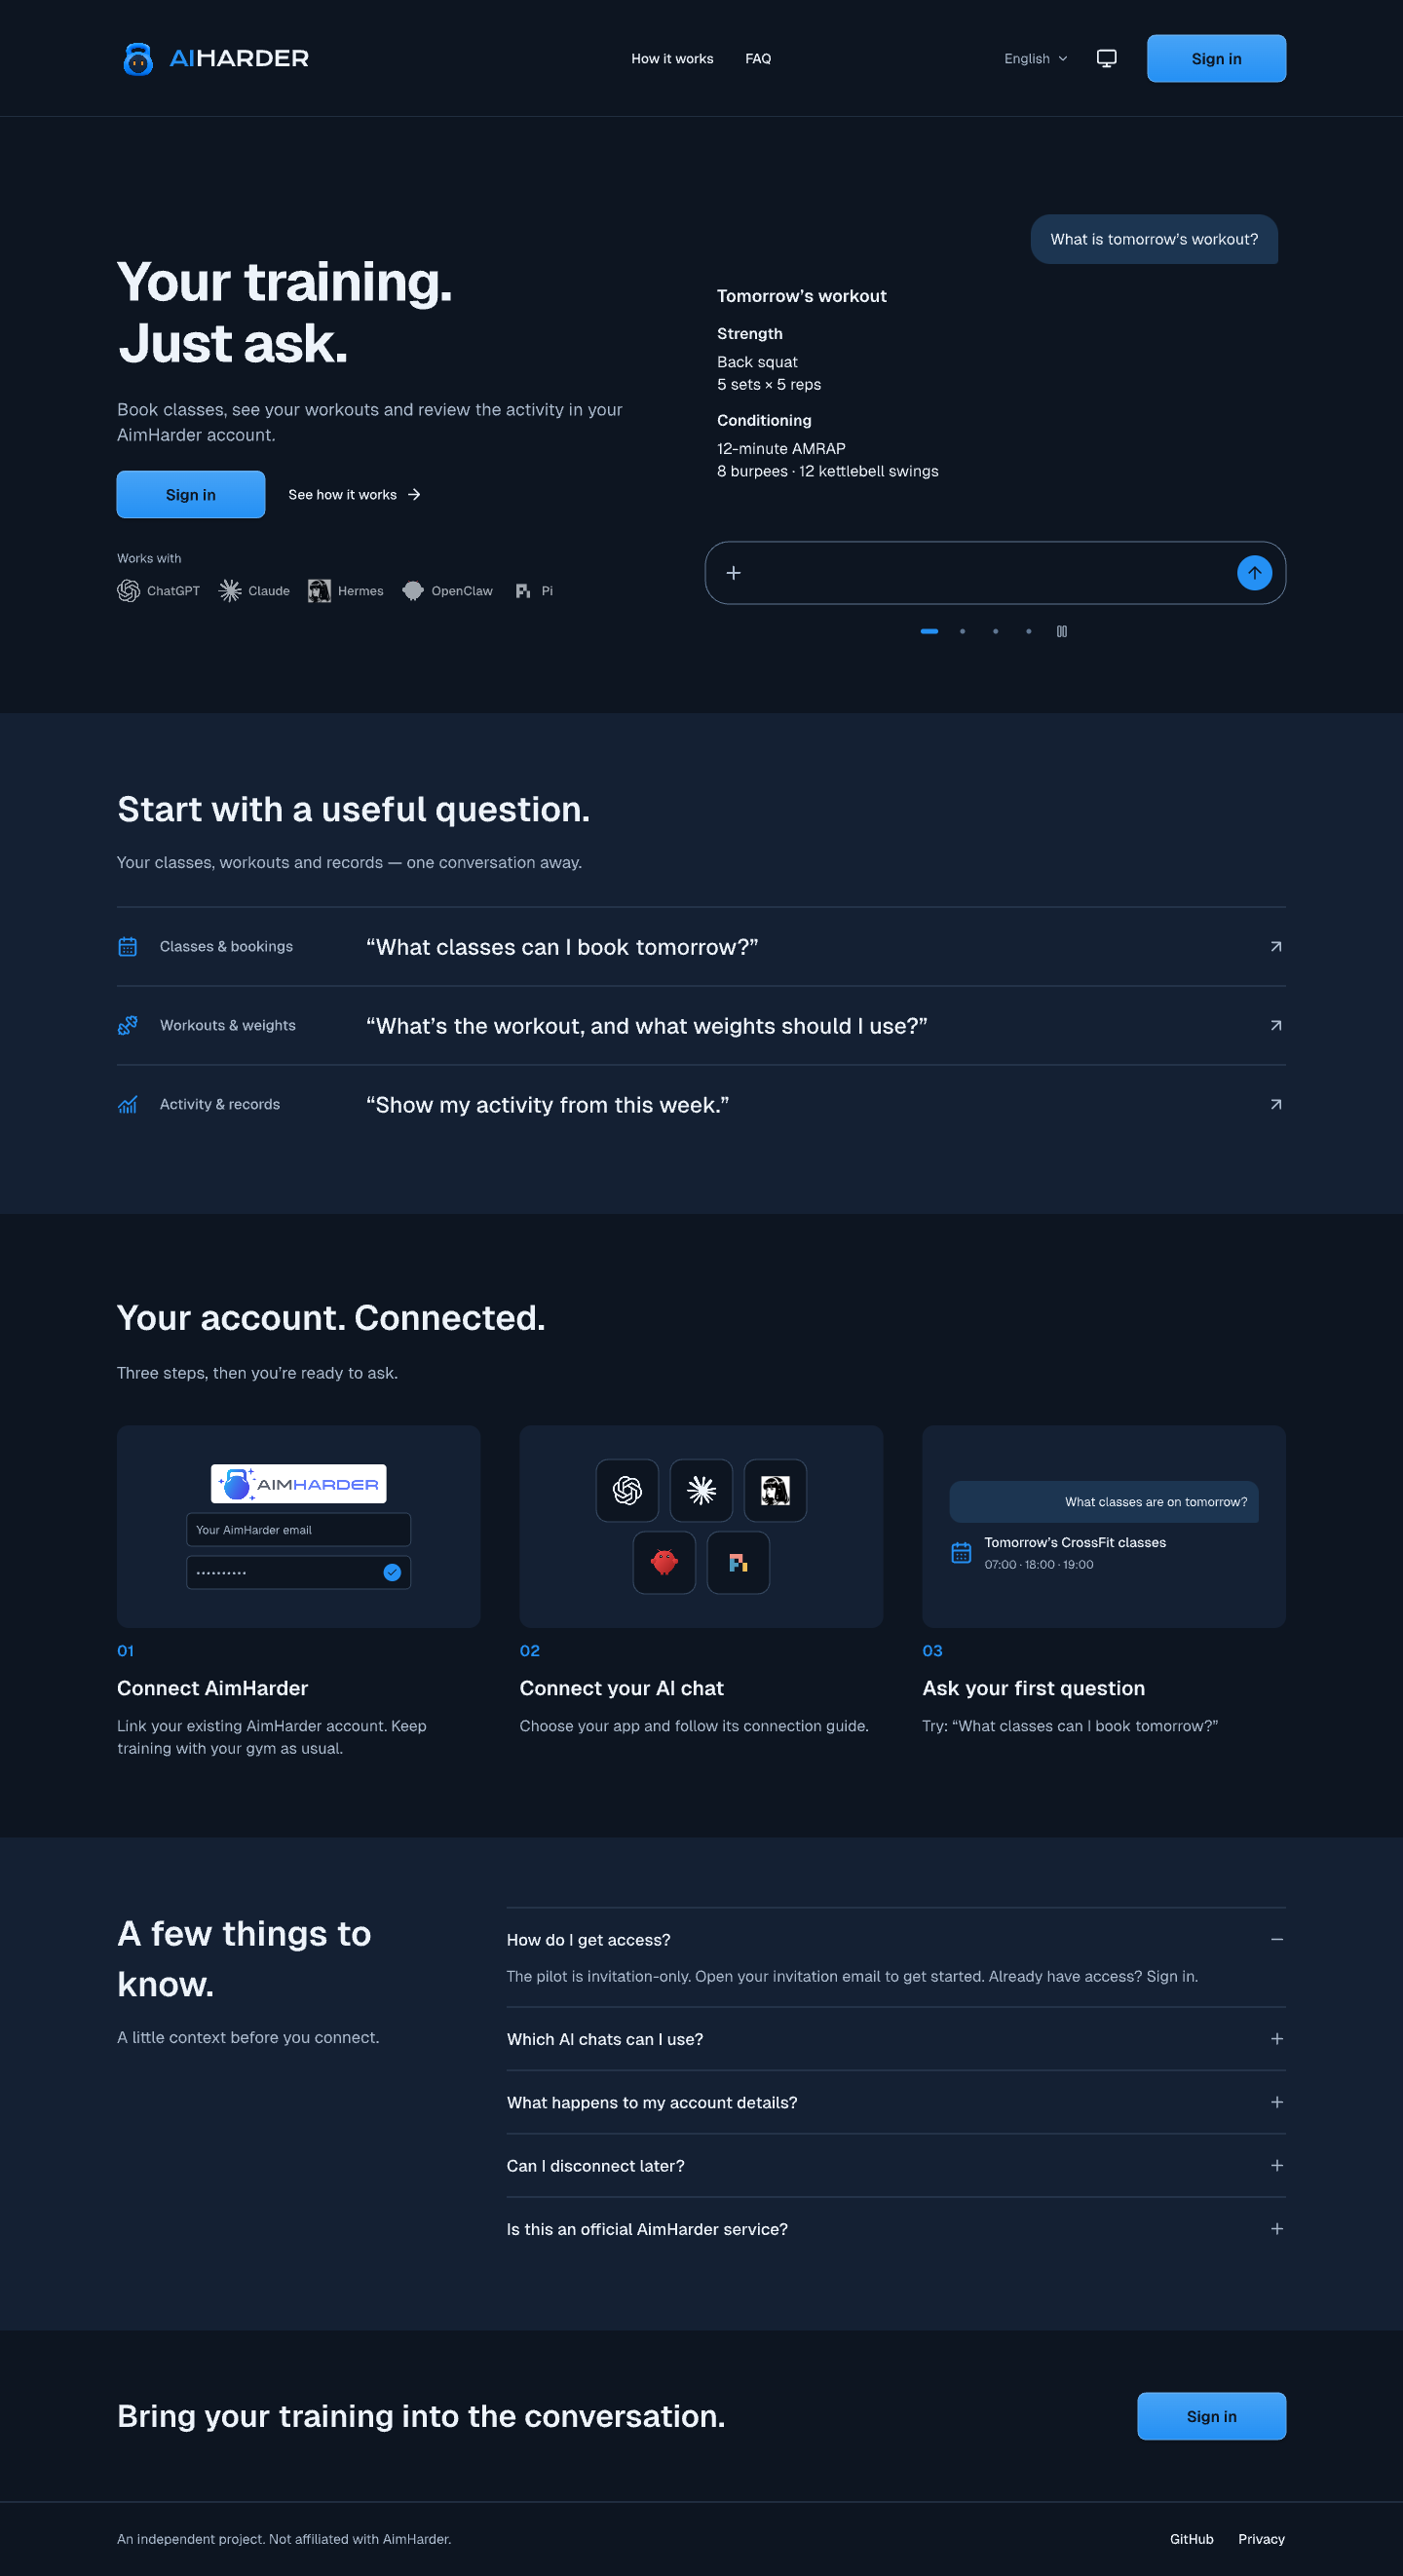 AIHARDER
How it works
FAQ
English
Sign in
Your training.
Just ask.
Book classes, see your workouts and review the activity in your
AimHarder account.
Sign in
See how it works
Works with
ChatGPT
Claude
Hermes
OpenClaw
Pi
What is tomorrow’s workout?
Tomorrow’s workout
Strength
Back squat
5 sets × 5 reps
Conditioning
12-minute AMRAP
8 burpees · 12 kettlebell swings
Start with a useful question.
Your classes, workouts and records — one conversation away.
Classes & bookings
“What classes can I book tomorrow?”
Workouts & weights
“What’s the workout, and what weights should I use?”
Activity & records
“Show my activity from this week.”
Your account. Connected.
Three steps, then you’re ready to ask.
AIMHARDER
Your AimHarder email
••••••••••
01
Connect AimHarder
Link your existing AimHarder account. Keep
training with your gym as usual.
02
Connect your AI chat
Choose your app and follow its connection guide.
What classes are on tomorrow?
Tomorrow’s CrossFit classes
07:00 · 18:00 · 19:00
03
Ask your first question
Try: “What classes can I book tomorrow?”
A few things to
know.
A little context before you connect.
How do I get access?
The pilot is invitation-only. Open your invitation email to get started. Already have access? Sign in.
Which AI chats can I use?
What happens to my account details?
Can I disconnect later?
Is this an official AimHarder service?
Bring your training into the conversation.
Sign in
An independent project. Not affiliated with AimHarder.
GitHub
Privacy